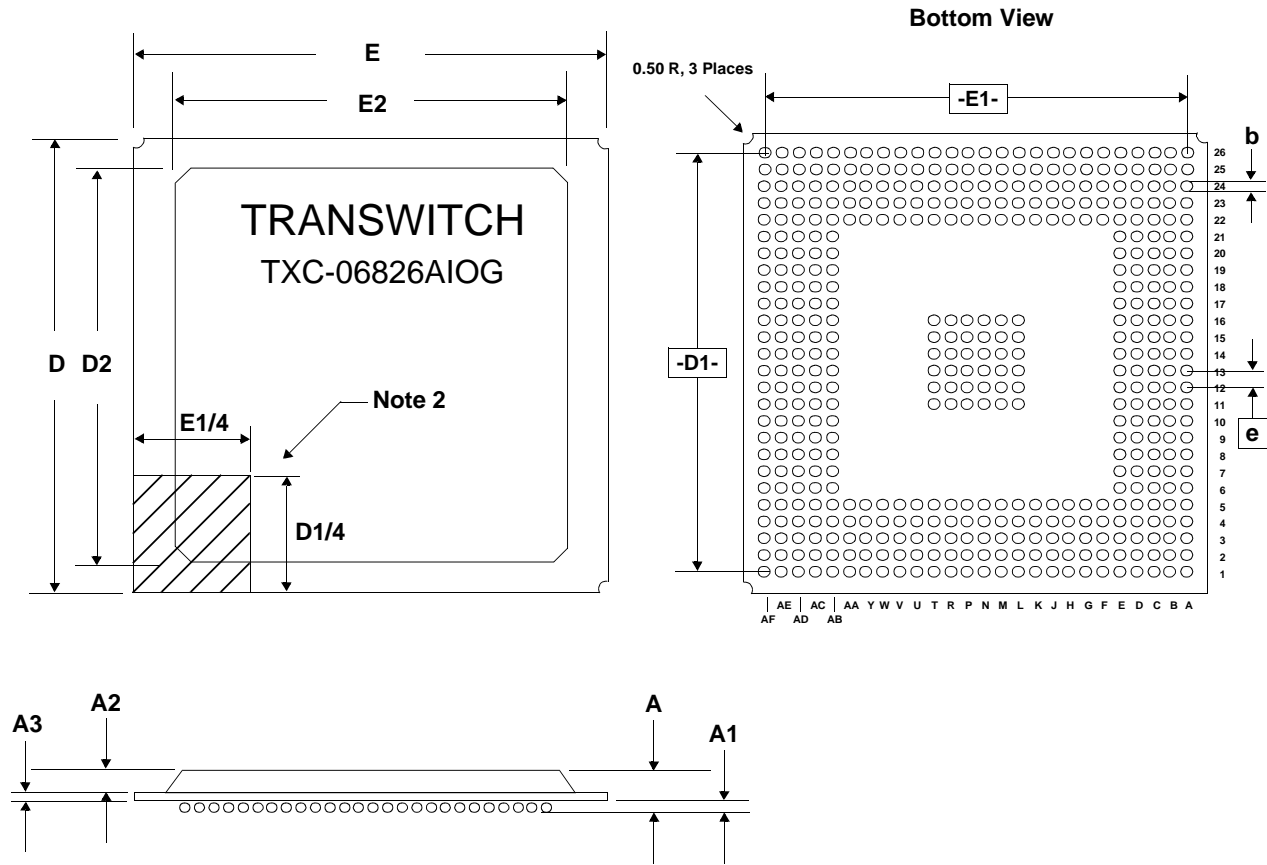 Bottom View
E
0.50 R, 3 Places
-E1-
E2
b
TRANSWITCH
TXC-06826AIOG
D
D2
-D1-
Note 2
E1/4
D1/4
e
26
25
24
23
22
21
20
19
18
17
16
15
14
13
12
11
10
9
8
7
6
5
4
3
2
1
AE AC AA Y W V U T R P N M L K J H G F E D C B A
AF AD AB
A3
A2
A
A1